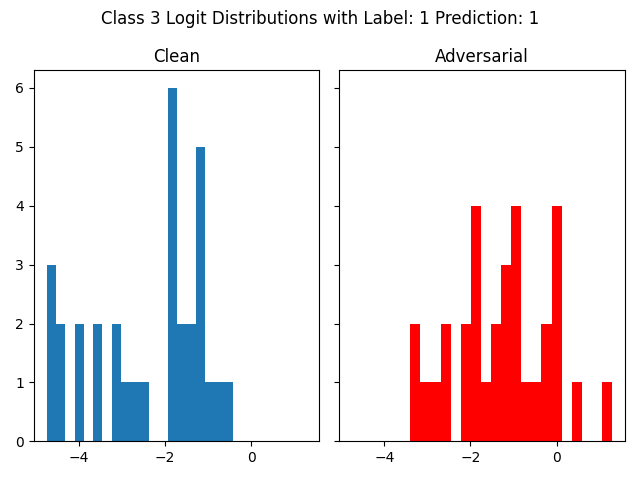 Class 3 Logit Distributions with Label: 1 Prediction: 1
Clean
Adversarial
6
5
4
3
2
1
0
−4 −2 0
−4 −2 0